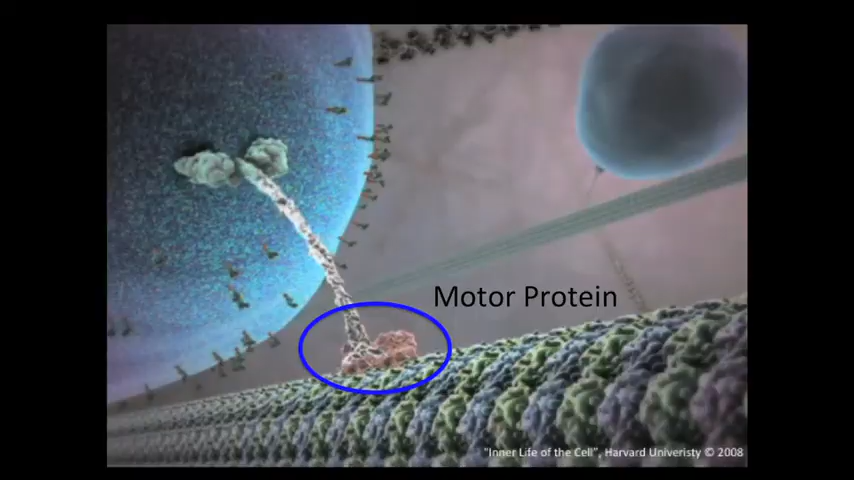 Motor Protein
"Inner Life of the Cell", Harvard Univeristy © 2008